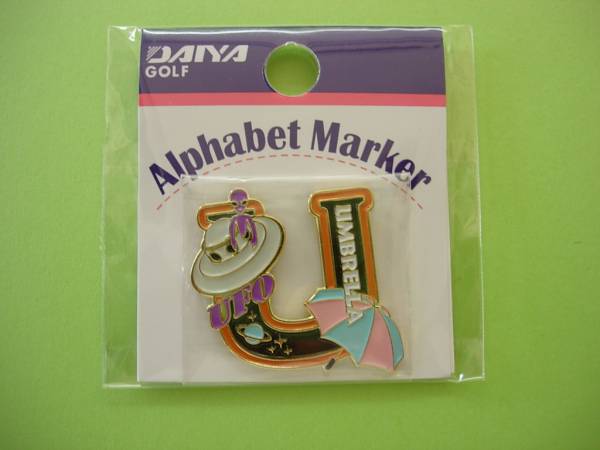 DAIYA
GOLF
Alphabet Marker
UFO
UMBRELLA